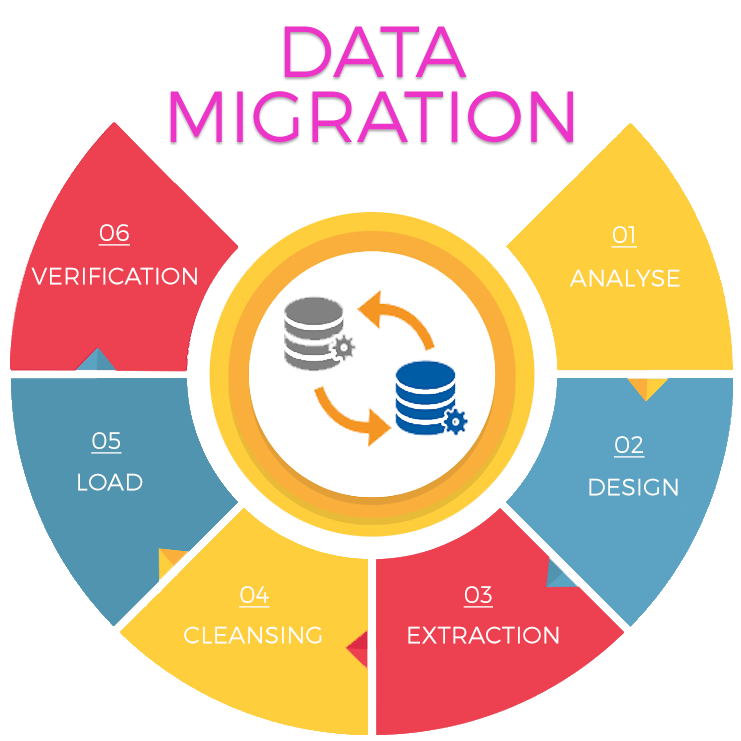 DATA
MIGRATION
01
ANALYSE
02
DESIGN
03
EXTRACTION
04
CLEANSING
05
LOAD
06
VERIFICATION